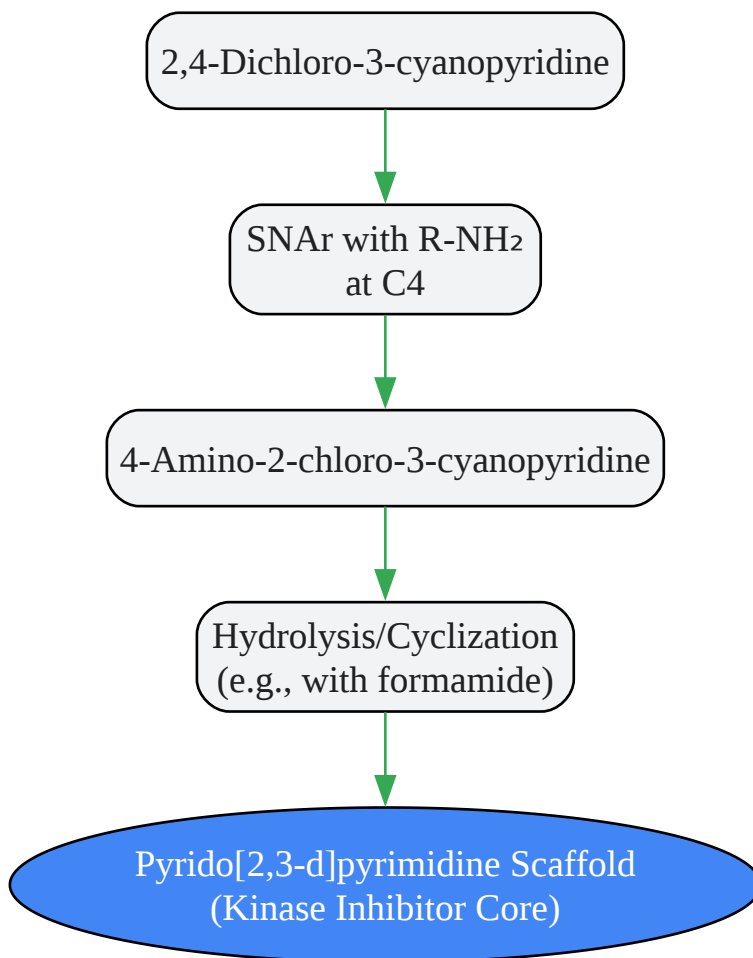 2,4-Dichloro-3-cyanopyridine
SNAr with R-NH₂
at C4
4-Amino-2-chloro-3-cyanopyridine
Hydrolysis/Cyclization
(e.g., with formamide)
Pyrido[2,3-d]pyrimidine Scaffold
(Kinase Inhibitor Core)